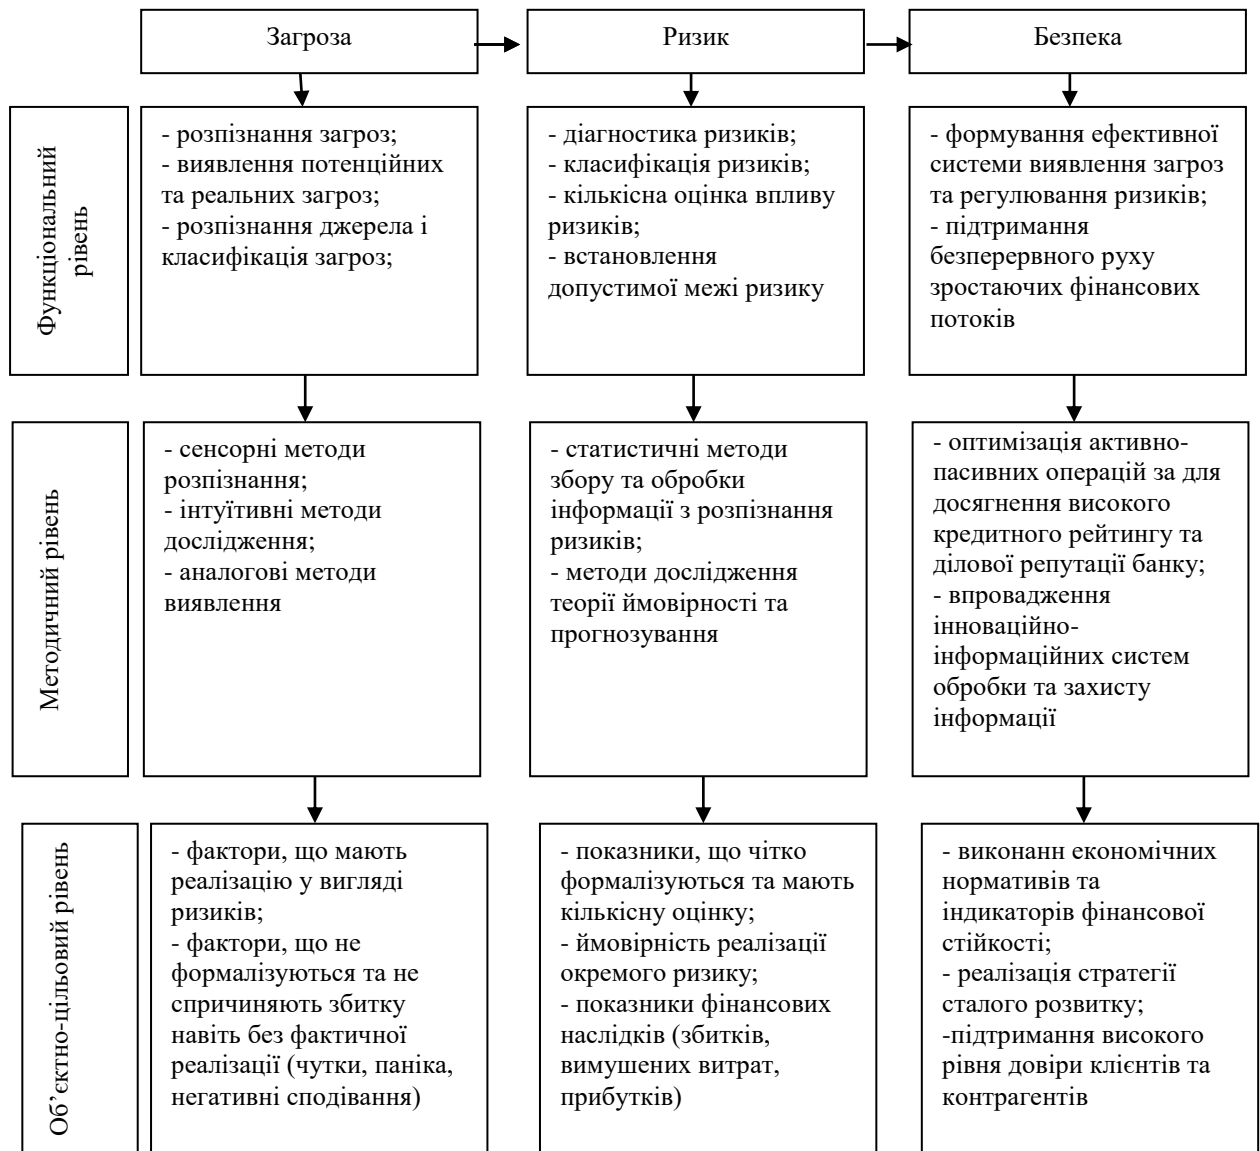 Загроза
Ризик
Безпека
Функціональний
рівень
- розпізнання загроз;
- виявлення потенційних
та реальних загроз;
- розпізнання джерела і
класифікація загроз;
- діагностика ризиків;
- класифікація ризиків;
- кількісна оцінка впливу
ризиків;
- встановлення
допустимої межі ризику
- формування ефективної
системи виявлення загроз
та регулювання ризиків;
- підтримання
безперервного руху
зростаючих фінансових
потоків
Методичний рівень
- сенсорні методи
розпізнання;
- інтуїтивні методи
дослідження;
- аналогові методи
виявлення
- статистичні методи
збору та обробки
інформації з розпізнання
ризиків;
- методи дослідження
теорії ймовірності та
прогнозування
- оптимізація активно-
пасивних операцій за для
досягнення високого
кредитного рейтингу та
ділової репутації банку;
- впровадження
інноваційно-
інформаційних систем
обробки та захисту
інформації
Об’єктно-цільовий рівень
- фактори, що мають
реалізацію у вигляді
ризиків;
- фактори, що не
формалізуються та не
спричиняють збитку
навіть без фактичної
реалізації (чутки, паніка,
негативні сподівання)
- показники, що чітко
формалізуються та мають
кількісну оцінку;
- ймовірність реалізації
окремого ризику;
- показники фінансових
наслідків (збитків,
вимушених витрат,
прибутків)
- виконанн економічних
нормативів та
індикаторів фінансової
стійкості;
- реалізація стратегії
сталого розвитку;
-підтримання високого
рівня довіри клієнтів та
контрагентів